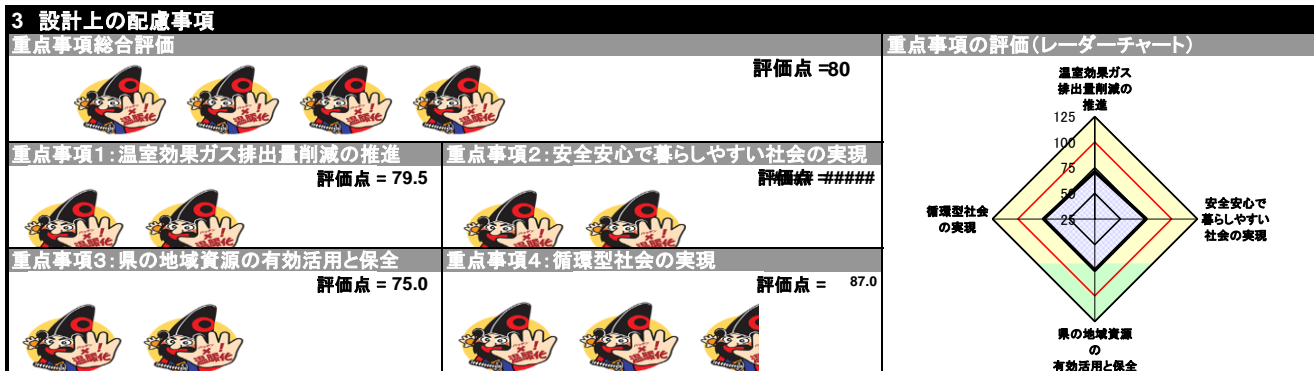 3 設計上の配慮事項
重点事項総合評価
評価点 =80
重点事項1:温室効果ガス排出量削減の推進
評価点 = 79.5
重点事項2:安全安心で暮らしやすい社会の実現
評価点 =#####
重点事項3:県の地域資源の有効活用と保全
評価点 = 75.0
重点事項4:循環型社会の実現
評価点 = 87.0
重点事項の評価(レーダーチャート)
温室効果ガス
排出量削減の
推進
125
100
75
50
25
循環型社会
の実現
安全安心で
暮らしやすい
社会の実現
県の地域資源
の
有効活用と保全